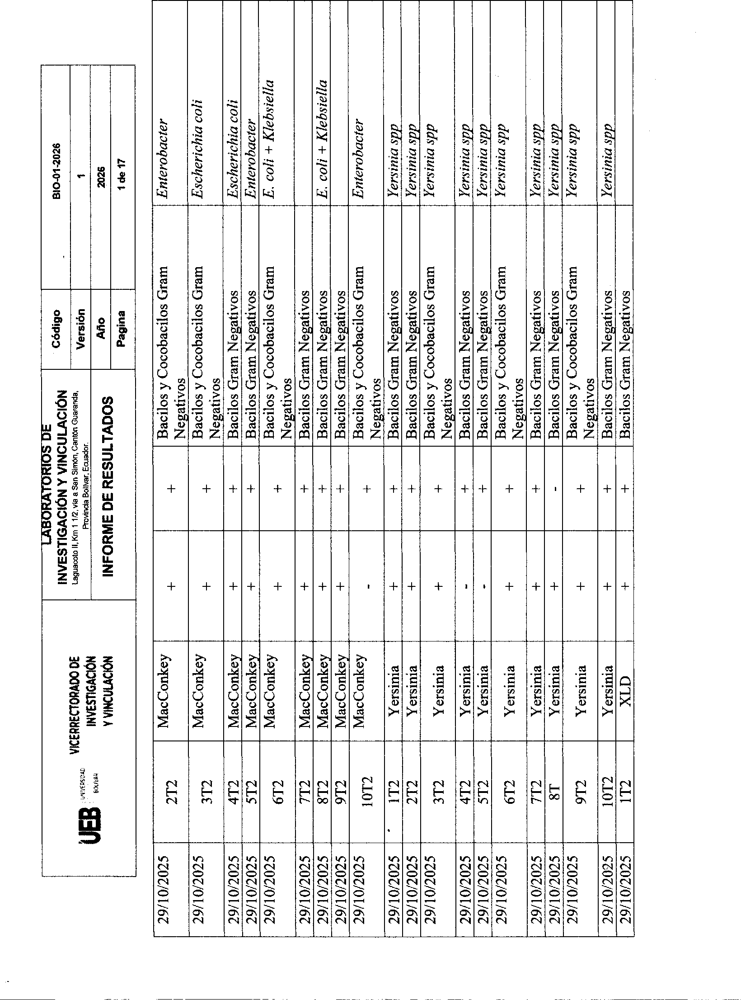 UEB
UNIVERSIDAD
BOLÍVAR
VICERRECTORADO DE
INVESTIGACIÓN
Y VINCULACIÓN
LABORATORIOS DE
INVESTIGACIÓN Y VINCULACIÓN
Laguacoto II, Km 1 1/2, vía a San Simón, Cantón Guaranda,
Provincia Bolívar, Ecuador.
INFORME DE RESULTADOS
Código BIO-01-2026
Versión 1
Año 2026
Pagina 1 de 17
29/10/2025 2T2 MacConkey + + Bacilos y Cocobacilos Gram Enterobacter
Negativos
29/10/2025 3T2 MacConkey + + Bacilos y Cocobacilos Gram Escherichia coli
Negativos
29/10/2025 4T2 MacConkey + + Bacilos Gram Negativos Escherichia coli
29/10/2025 5T2 MacConkey + + Bacilos Gram Negativos Enterobacter
29/10/2025 6T2 MacConkey + + Bacilos y Cocobacilos Gram E. coli + Klebsiella
Negativos
29/10/2025 7T2 MacConkey + + Bacilos Gram Negativos
29/10/2025 8T2 MacConkey + + Bacilos Gram Negativos E. coli + Klebsiella
29/10/2025 9T2 MacConkey + + Bacilos Gram Negativos
29/10/2025 10T2 MacConkey - + Bacilos y Cocobacilos Gram Enterobacter
Negativos
29/10/2025 1T2 Yersinia + + Bacilos Gram Negativos Yersinia spp
29/10/2025 2T2 Yersinia + + Bacilos Gram Negativos Yersinia spp
29/10/2025 3T2 Yersinia + + Bacilos y Cocobacilos Gram Yersinia spp
Negativos
29/10/2025 4T2 Yersinia - + Bacilos Gram Negativos Yersinia spp
29/10/2025 5T2 Yersinia - + Bacilos Gram Negativos Yersinia spp
29/10/2025 6T2 Yersinia + + Bacilos y Cocobacilos Gram Yersinia spp
Negativos
29/10/2025 7T2 Yersinia + + Bacilos Gram Negativos Yersinia spp
29/10/2025 8T Yersinia + - Bacilos Gram Negativos Yersinia spp
29/10/2025 9T2 Yersinia + + Bacilos y Cocobacilos Gram Yersinia spp
Negativos
29/10/2025 10T2 Yersinia + + Bacilos Gram Negativos Yersinia spp
29/10/2025 1T2 XLD + + Bacilos Gram Negativos